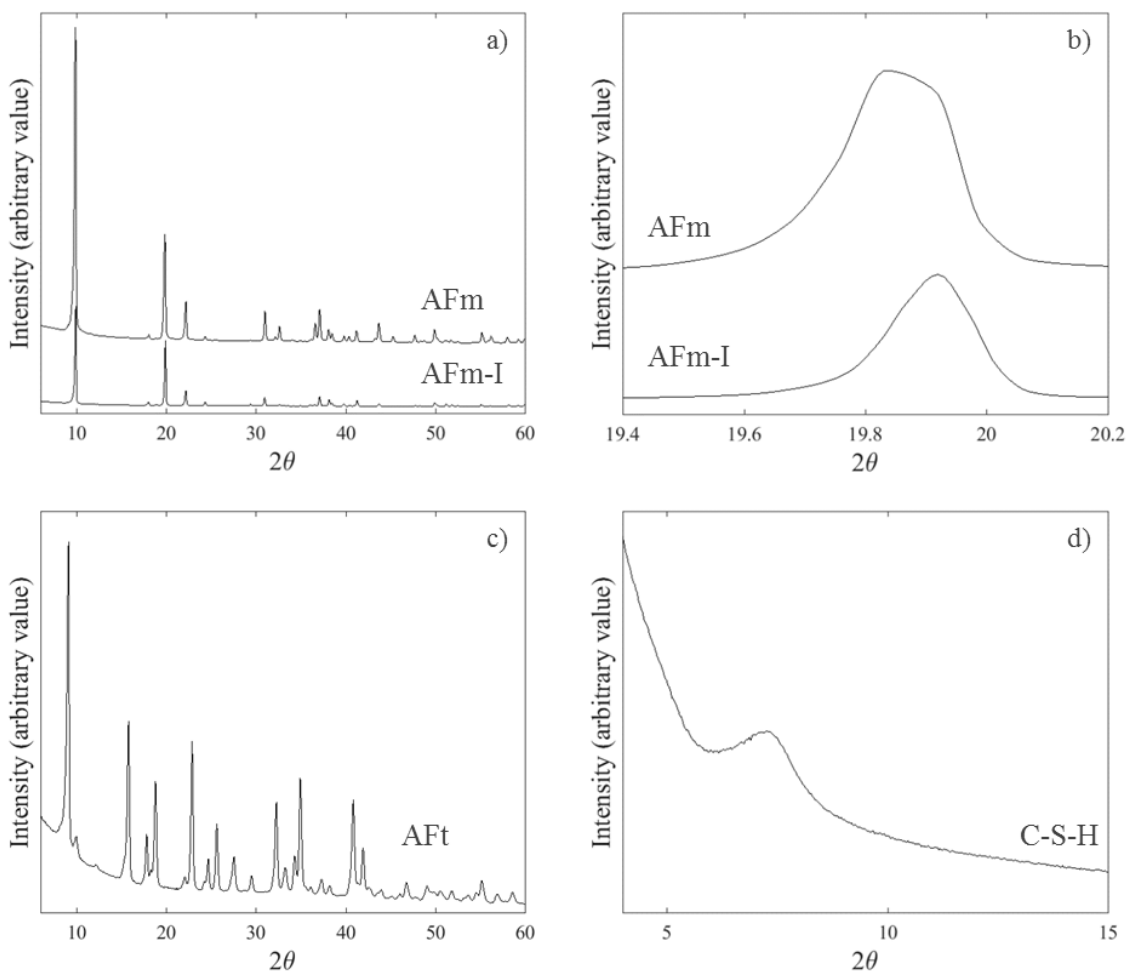 Intensity (arbitrary value)
a)
AFm
AFm-I
10 20 30 40 50 60
2θ
Intensity (arbitrary value)
b)
AFm
AFm-I
19.4 19.6 19.8 20 20.2
2θ
Intensity (arbitrary value)
c)
AFt
10 20 30 40 50 60
2θ
Intensity (arbitrary value)
d)
C-S-H
5 10 15
2θ